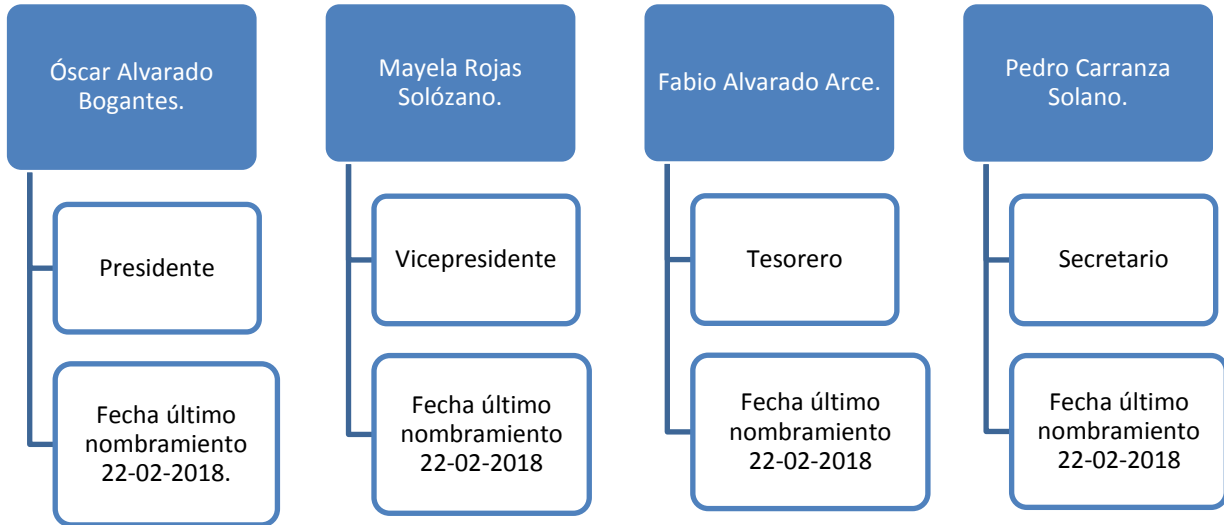 Óscar Alvarado
Bogantes.
Presidente
Fecha último
nombramiento
22-02-2018.
Mayela Rojas
Solózano.
Vicepresidente
Fecha último
nombramiento
22-02-2018
Fabio Alvarado Arce.
Tesorero
Fecha último
nombramiento
22-02-2018
Pedro Carranza
Solano.
Secretario
Fecha último
nombramiento
22-02-2018